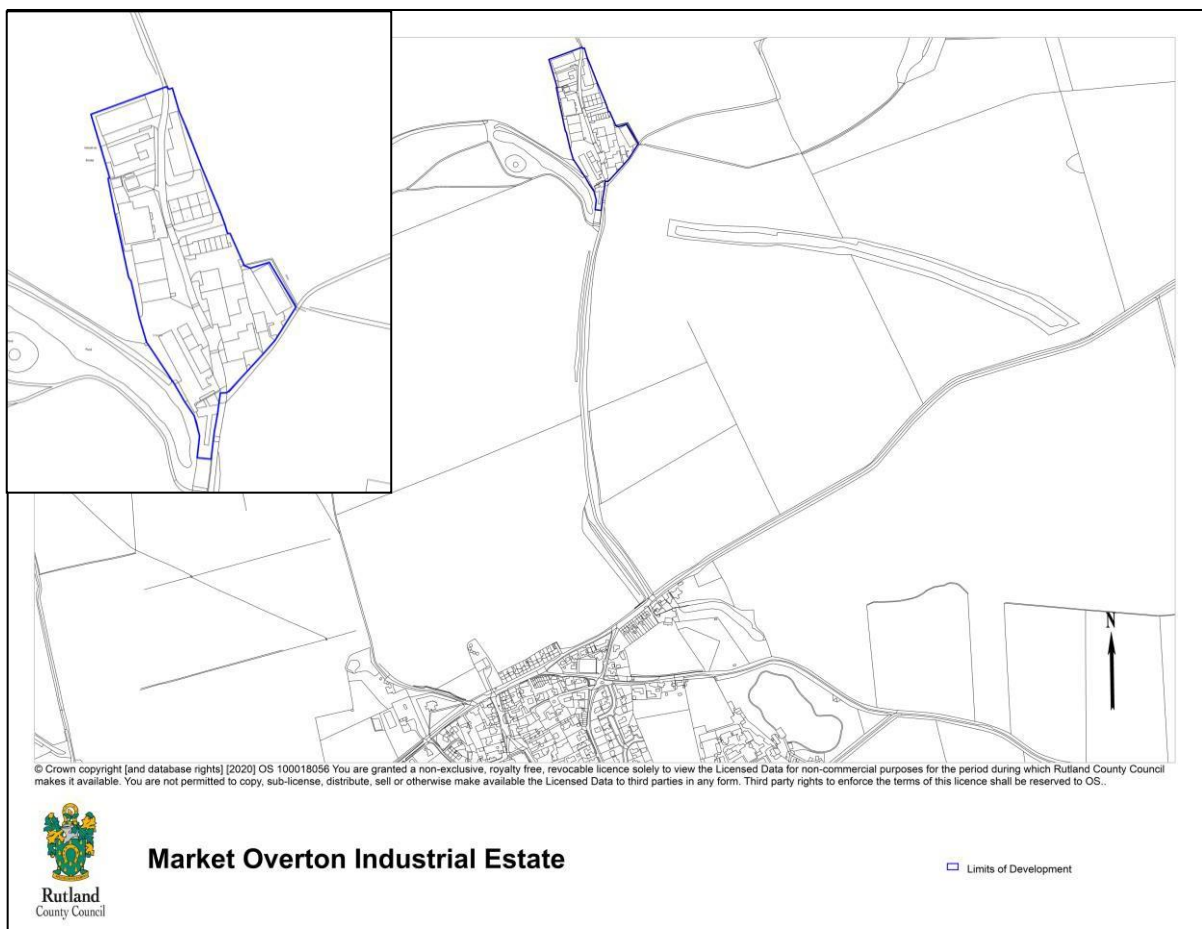 N
© Crown copyright [and database rights] [2020] OS 100018056 You are granted a non-exclusive, royalty free, revocable licence solely to view the Licensed Data for non-commercial purposes for the period during which Rutland County Council
makes it available. You are not permitted to copy, sub-license, distribute, sell or otherwise make available the Licensed Data to third parties in any form. Third party rights to enforce the terms of this licence shall be reserved to OS..
Market Overton Industrial Estate
Limits of Development
Rutland
County Council